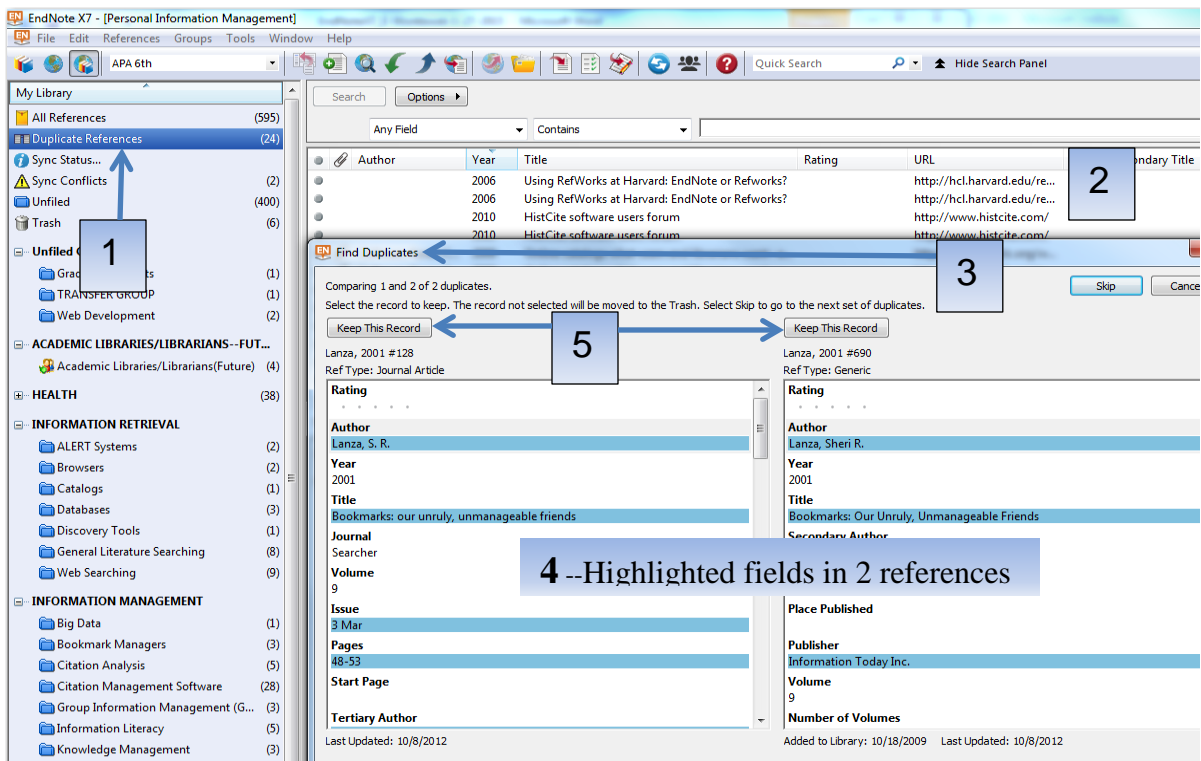 EndNote X7 - [Personal Information Management]
File Edit References Groups Tools Window Help
APA 6th
Quick Search
Hide Search Panel
My Library
All References (595)
Duplicate References (24)
Sync Status...
Sync Conflicts (2)
Unfiled (400)
Trash (6)
Unfiled
Grad ts (1)
TRANSFER GROUP (1)
Web Development (2)
ACADEMIC LIBRARIES/LIBRARIANS--FUT...
Academic Libraries/Librarians(Future) (4)
HEALTH (38)
INFORMATION RETRIEVAL
ALERT Systems (2)
Browsers (2)
Catalogs (1)
Databases (3)
Discovery Tools (1)
General Literature Searching (8)
Web Searching (9)
INFORMATION MANAGEMENT
Big Data (1)
Bookmark Managers (3)
Citation Analysis (5)
Citation Management Software (28)
Group Information Management (G... (3)
Information Literacy (5)
Knowledge Management (3)
1
Search Options
Any Field Contains
Author Year Title Rating URL ondary Title
2006 Using RefWorks at Harvard: EndNote or Refworks? http://hcl.harvard.edu/re...
2006 Using RefWorks at Harvard: EndNote or Refworks? http://hcl.harvard.edu/re...
2010 HistCite software users forum http://www.histcite.com/
2010 HistCite software users forum http://www.histcite.com/
2
Find Duplicates
3
Comparing 1 and 2 of 2 duplicates.
Select the record to keep. The record not selected will be moved to the Trash. Select Skip to go to the next set of duplicates.
Skip Cance
Keep This Record
5
Keep This Record
Lanza, 2001 #128
Ref Type: Journal Article
Rating
Author
Lanza, S. R.
Year
2001
Title
Bookmarks: our unruly, unmanageable friends
Journal
Searcher
Volume
9
Issue
3 Mar
Pages
48-53
Start Page
Tertiary Author
Last Updated: 10/8/2012
Lanza, 2001 #690
Ref Type: Generic
Rating
Author
Lanza, Sheri R.
Year
2001
Title
Bookmarks: Our Unruly, Unmanageable Friends
Secondary Author
4 --Highlighted fields in 2 references
Place Published
Publisher
Information Today Inc.
Volume
9
Number of Volumes
Added to Library: 10/18/2009 Last Updated: 10/8/2012